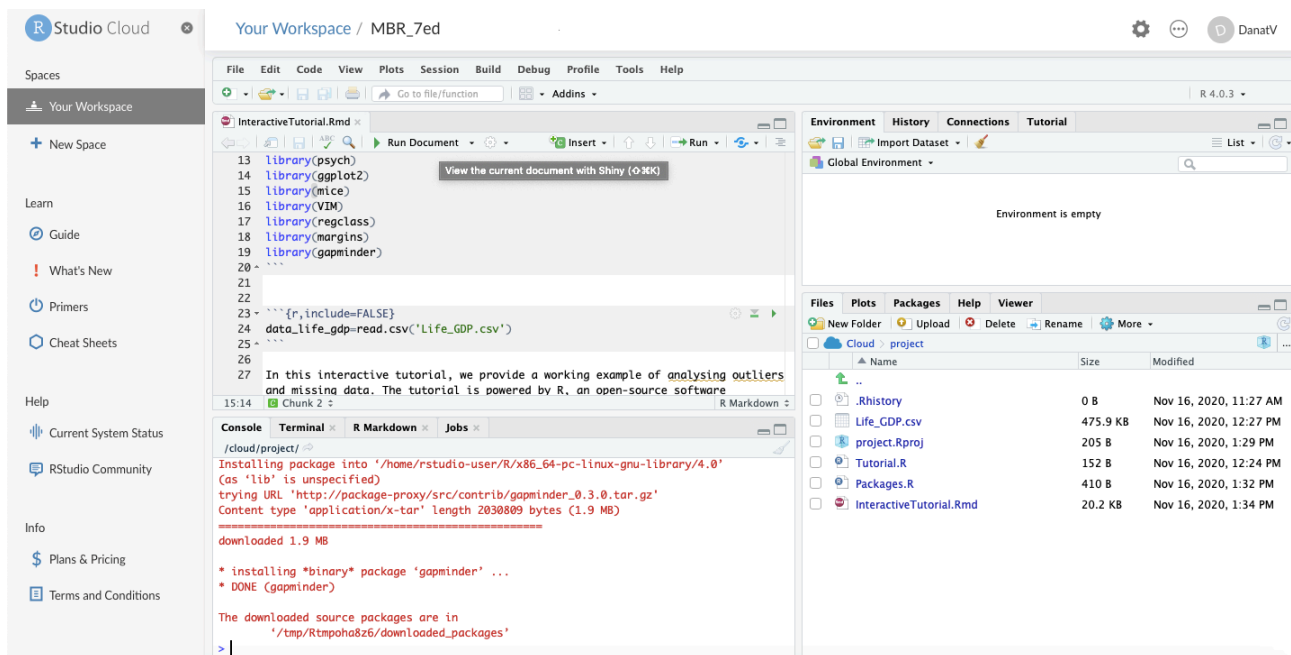 R Studio Cloud
Your Workspace / MBR_7ed
D DanatV
Spaces
Your Workspace
New Space
Learn
Guide
What's New
Primers
Cheat Sheets
Help
Current System Status
RStudio Community
Info
Plans & Pricing
Terms and Conditions
File Edit Code View Plots Session Build Debug Profile Tools Help
Go to file/function Addins R 4.0.3
InteractiveTutorial.Rmd
ABC Run Document Insert Run
13 library(psych)
14 library(ggplot2)
15 library(mice)
16 library(VIM)
17 library(regclass)
18 library(margins)
19 library(gapminder)
20 ```
21
22
23 ```{r,include=FALSE}
24 data_life_gdp=read.csv('Life_GDP.csv')
25 ```
26
27 In this interactive tutorial, we provide a working example of analysing outliers
and missing data. The tutorial is powered by R, an open-source software
View the current document with Shiny (⇧⌘K)
15:14 C Chunk 2 R Markdown
Console Terminal R Markdown Jobs
/cloud/project/
Installing package into ‘/home/rstudio-user/R/x86_64-pc-linux-gnu-library/4.0’
(as ‘lib’ is unspecified)
trying URL 'http://package-proxy/src/contrib/gapminder_0.3.0.tar.gz'
Content type 'application/x-tar' length 2030809 bytes (1.9 MB)
==================================================
downloaded 1.9 MB
* installing *binary* package ‘gapminder’ ...
* DONE (gapminder)
The downloaded source packages are in
‘/tmp/Rtmpoha8z6/downloaded_packages’
>
Environment History Connections Tutorial
Import Dataset List
Global Environment
Environment is empty
Files Plots Packages Help Viewer
New Folder Upload Delete Rename More
Cloud > project R ...
Name Size Modified
..
.Rhistory 0 B Nov 16, 2020, 11:27 AM
Life_GDP.csv 475.9 KB Nov 16, 2020, 12:27 PM
project.Rproj 205 B Nov 16, 2020, 1:29 PM
Tutorial.R 152 B Nov 16, 2020, 12:24 PM
Packages.R 410 B Nov 16, 2020, 1:32 PM
InteractiveTutorial.Rmd 20.2 KB Nov 16, 2020, 1:34 PM